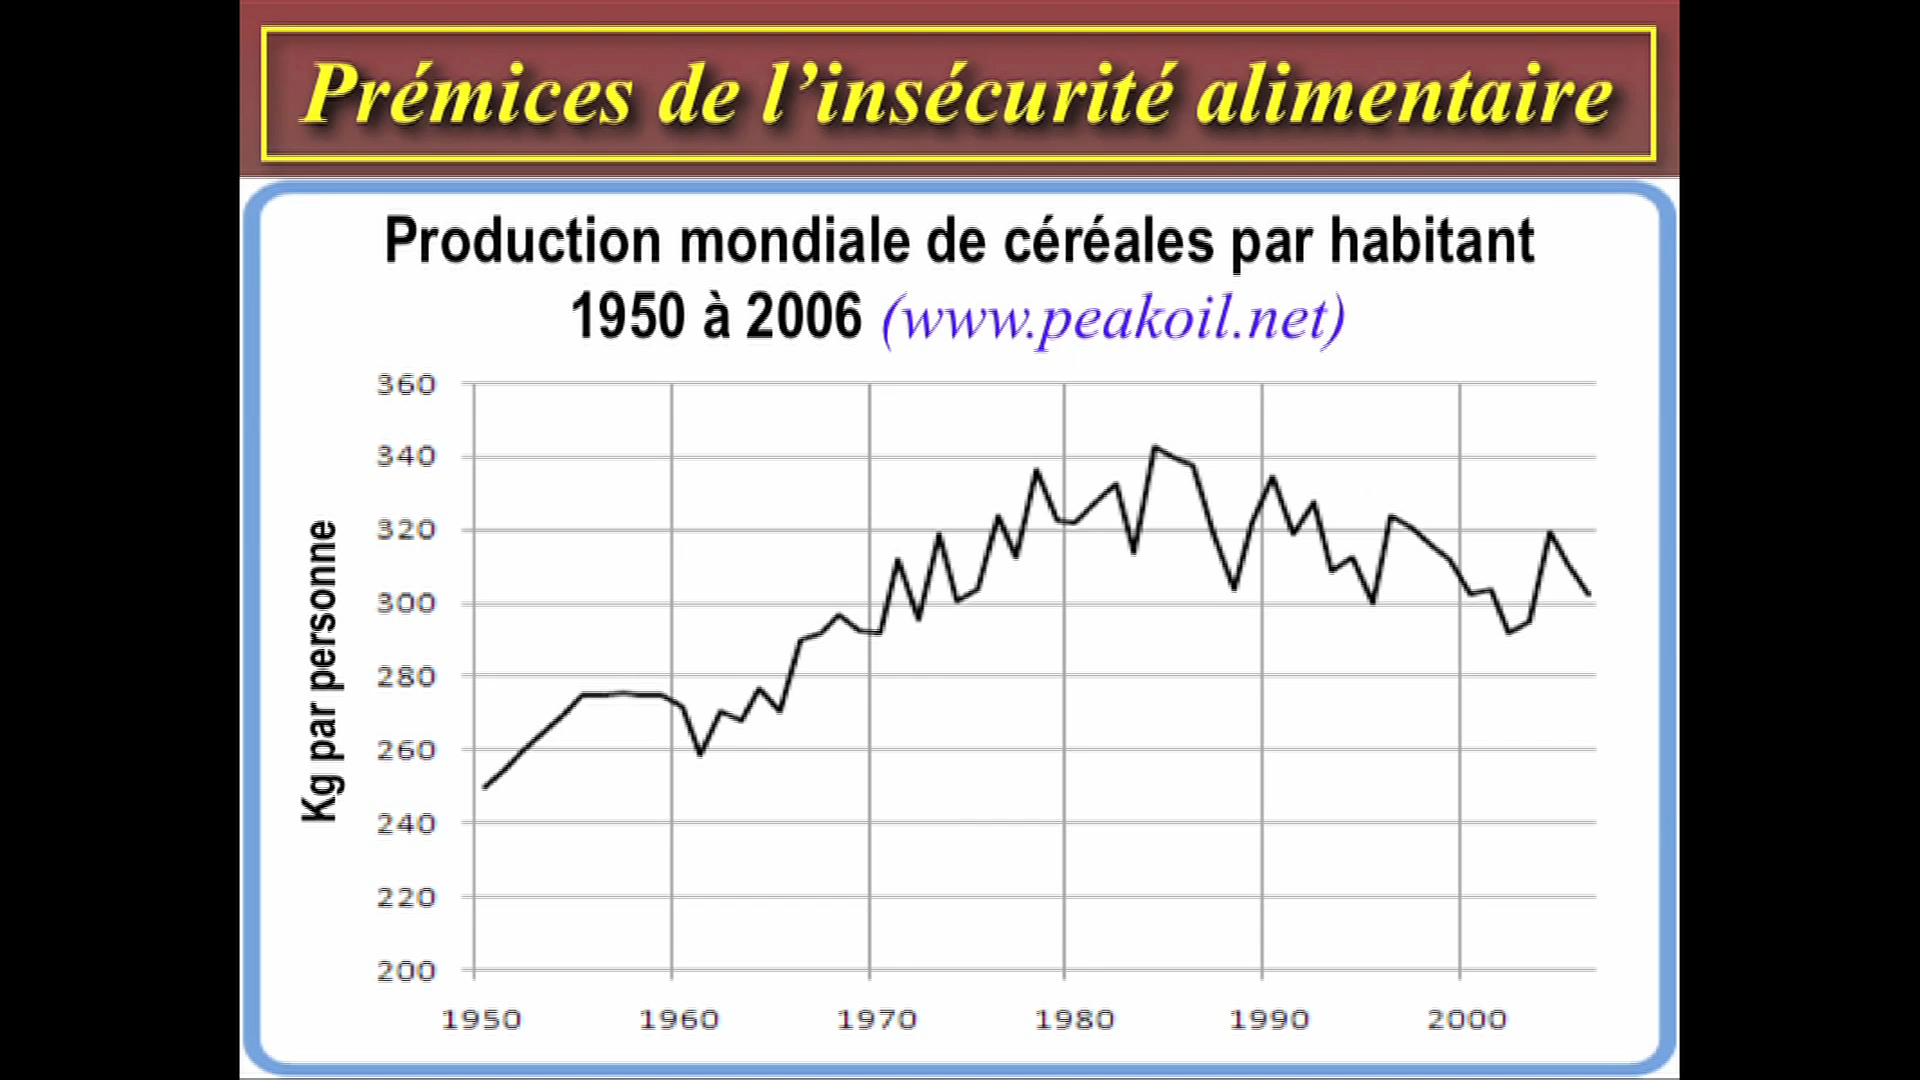 Prémices de l’insécurité alimentaire
Production mondiale de céréales par habitant
1950 à 2006 (www.peakoil.net)
Kg par personne
360
340
320
300
280
260
240
220
200
1950 1960 1970 1980 1990 2000